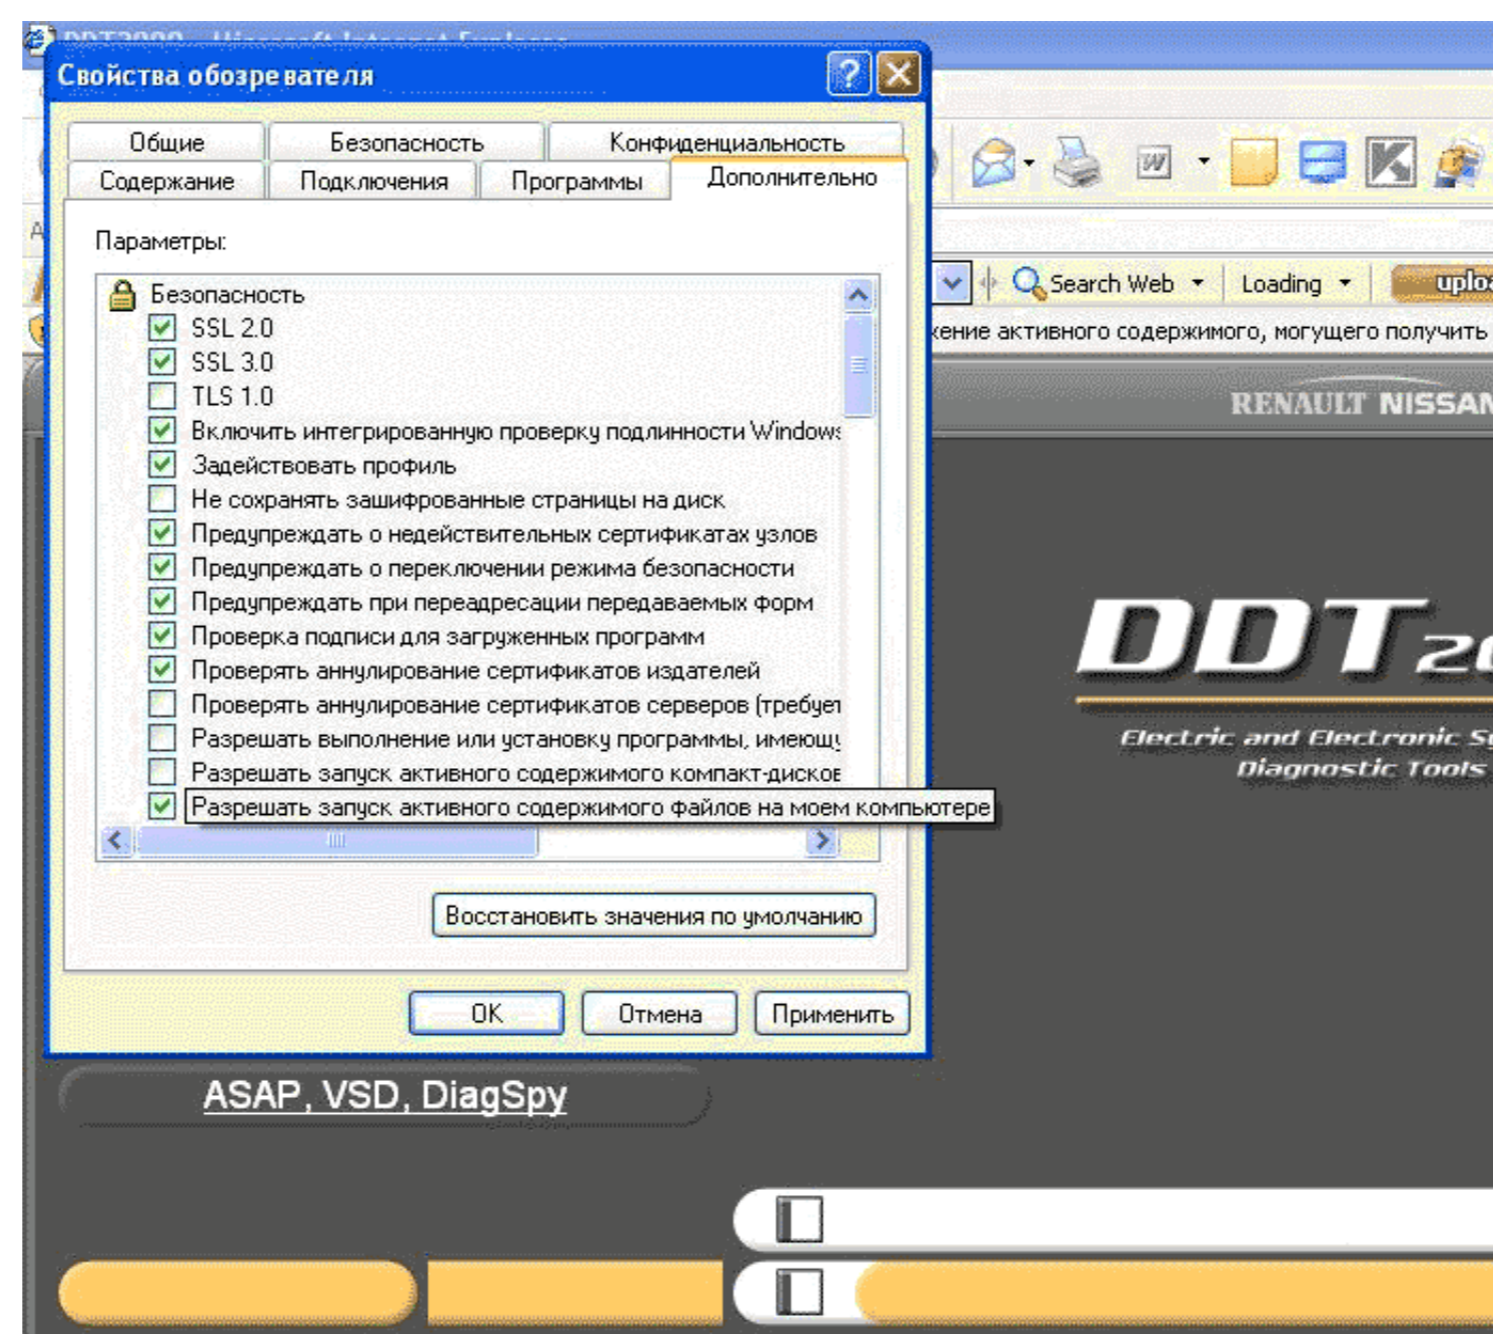 Свойства обозревателя
Общие
Безопасность
Конфиденциальность
Содержание
Подключения
Программы
Дополнительно
Параметры:
Search Web
Loading
активного содержимого, могущего получить
Безопасность
SSL 2.0
SSL 3.0
TLS 1.0
Включить интегрированную проверку подлинности Windows
Задействовать профиль
Не сохранять зашифрованные страницы на диск
Предупреждать о недействительных сертификатах узлов
Предупреждать о переключении режима безопасности
Предупреждать при переадресации передаваемых форм
Проверка подписи для загруженных программ
Проверять аннулирование сертификатов издателей
Проверять аннулирование сертификатов серверов (требует
Разрешать выполнение или установку программы, имеющу
Разрешать запуск активного содержимого компакт-дисков
Разрешать запуск активного содержимого файлов на моем компьютере
Восстановить значения по умолчанию
OK
Отмена
Применить
RENAULT NISSAN
DDT20
Electric and Electronic Sy
Diagnostic Tools
ASAP, VSD, DiagSpy